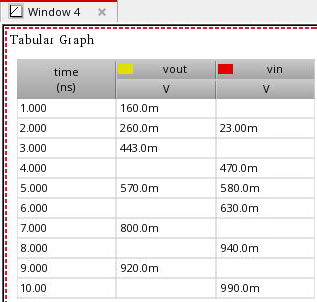 Window 4
Tabular Graph
time (ns) vout vin
V V
1.000 160.0m
2.000 260.0m 23.00m
3.000 443.0m
4.000 470.0m
5.000 570.0m 580.0m
6.000 630.0m
7.000 800.0m
8.000 940.0m
9.000 920.0m
10.00 990.0m